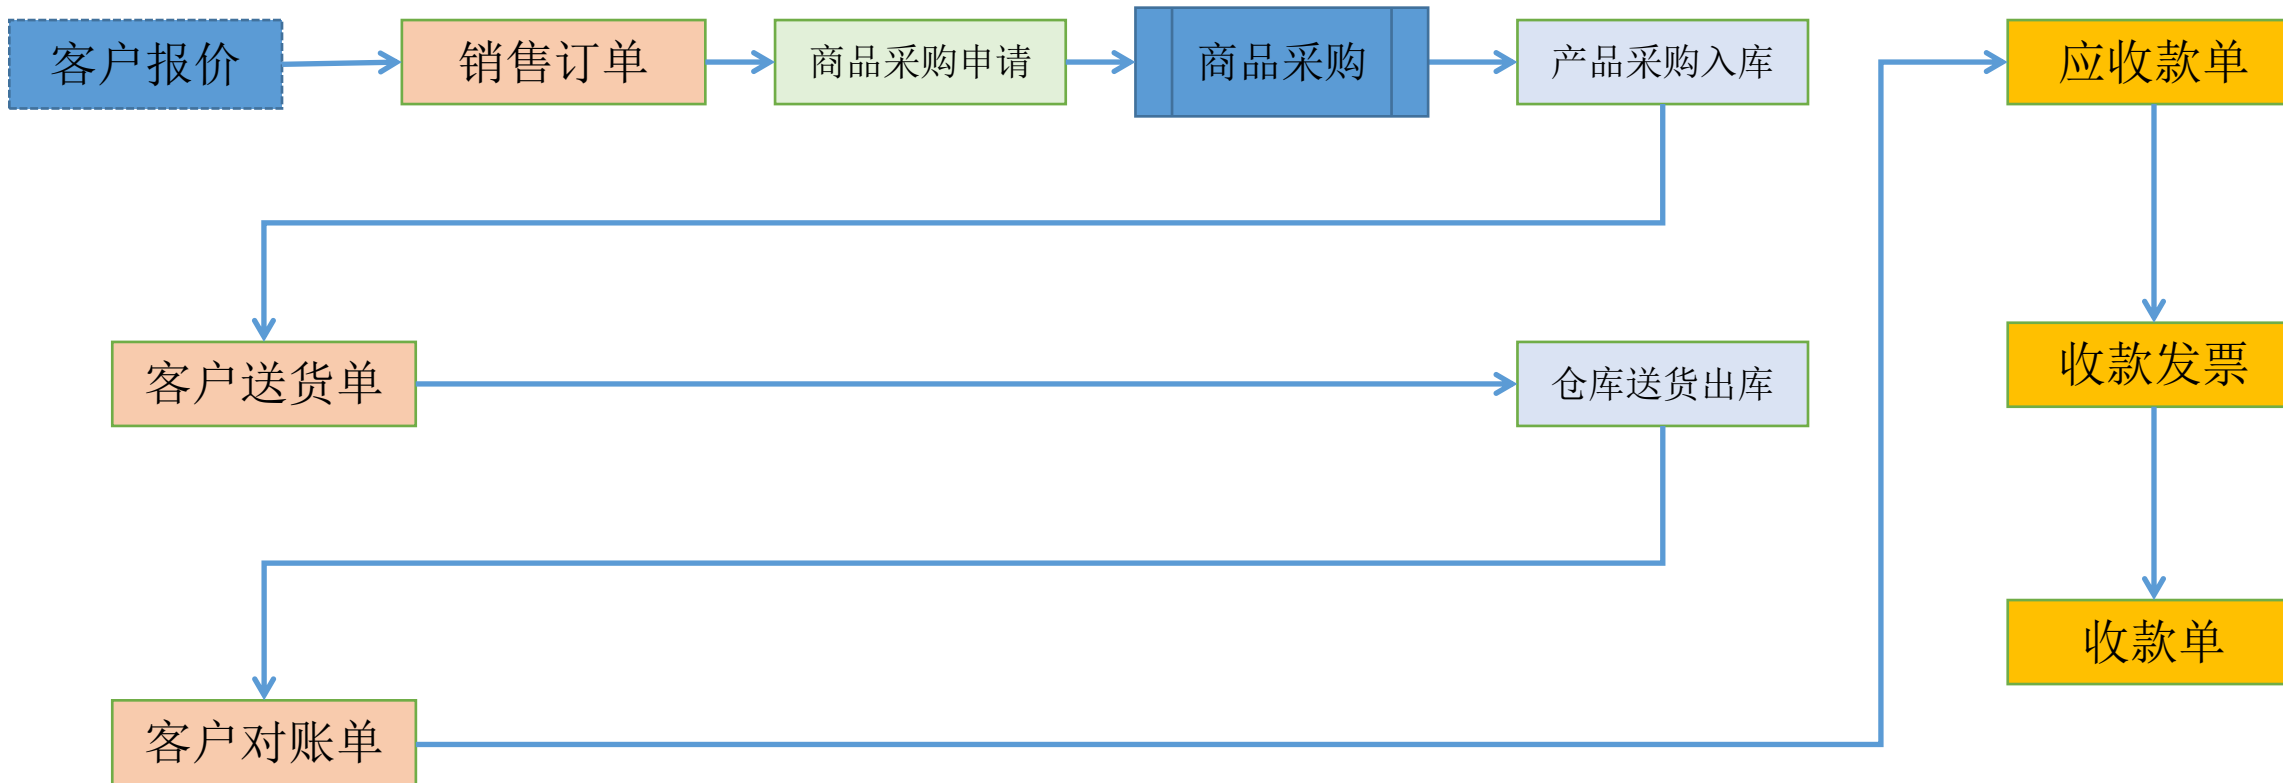 客户报价
销售订单
商品采购申请
商品采购
产品采购入库
应收款单
客户送货单
仓库送货出库
收款发票
收款单
客户对账单